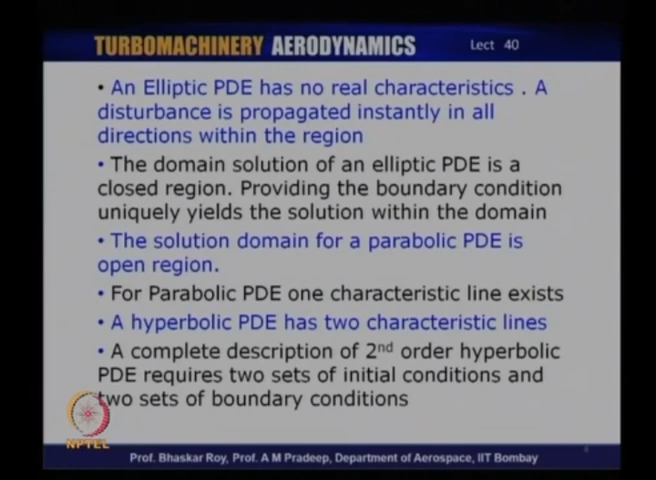 TURBOMACHINERY AERODYNAMICS Lect 40
• An Elliptic PDE has no real characteristics . A
disturbance is propagated instantly in all
directions within the region
• The domain solution of an elliptic PDE is a
closed region. Providing the boundary condition
uniquely yields the solution within the domain
• The solution domain for a parabolic PDE is
open region.
• For Parabolic PDE one characteristic line exists
• A hyperbolic PDE has two characteristic lines
• A complete description of 2nd order hyperbolic
PDE requires two sets of initial conditions and
two sets of boundary conditions
NPTEL
Prof. Bhaskar Roy, Prof. A M Pradeep, Department of Aerospace, IIT Bombay